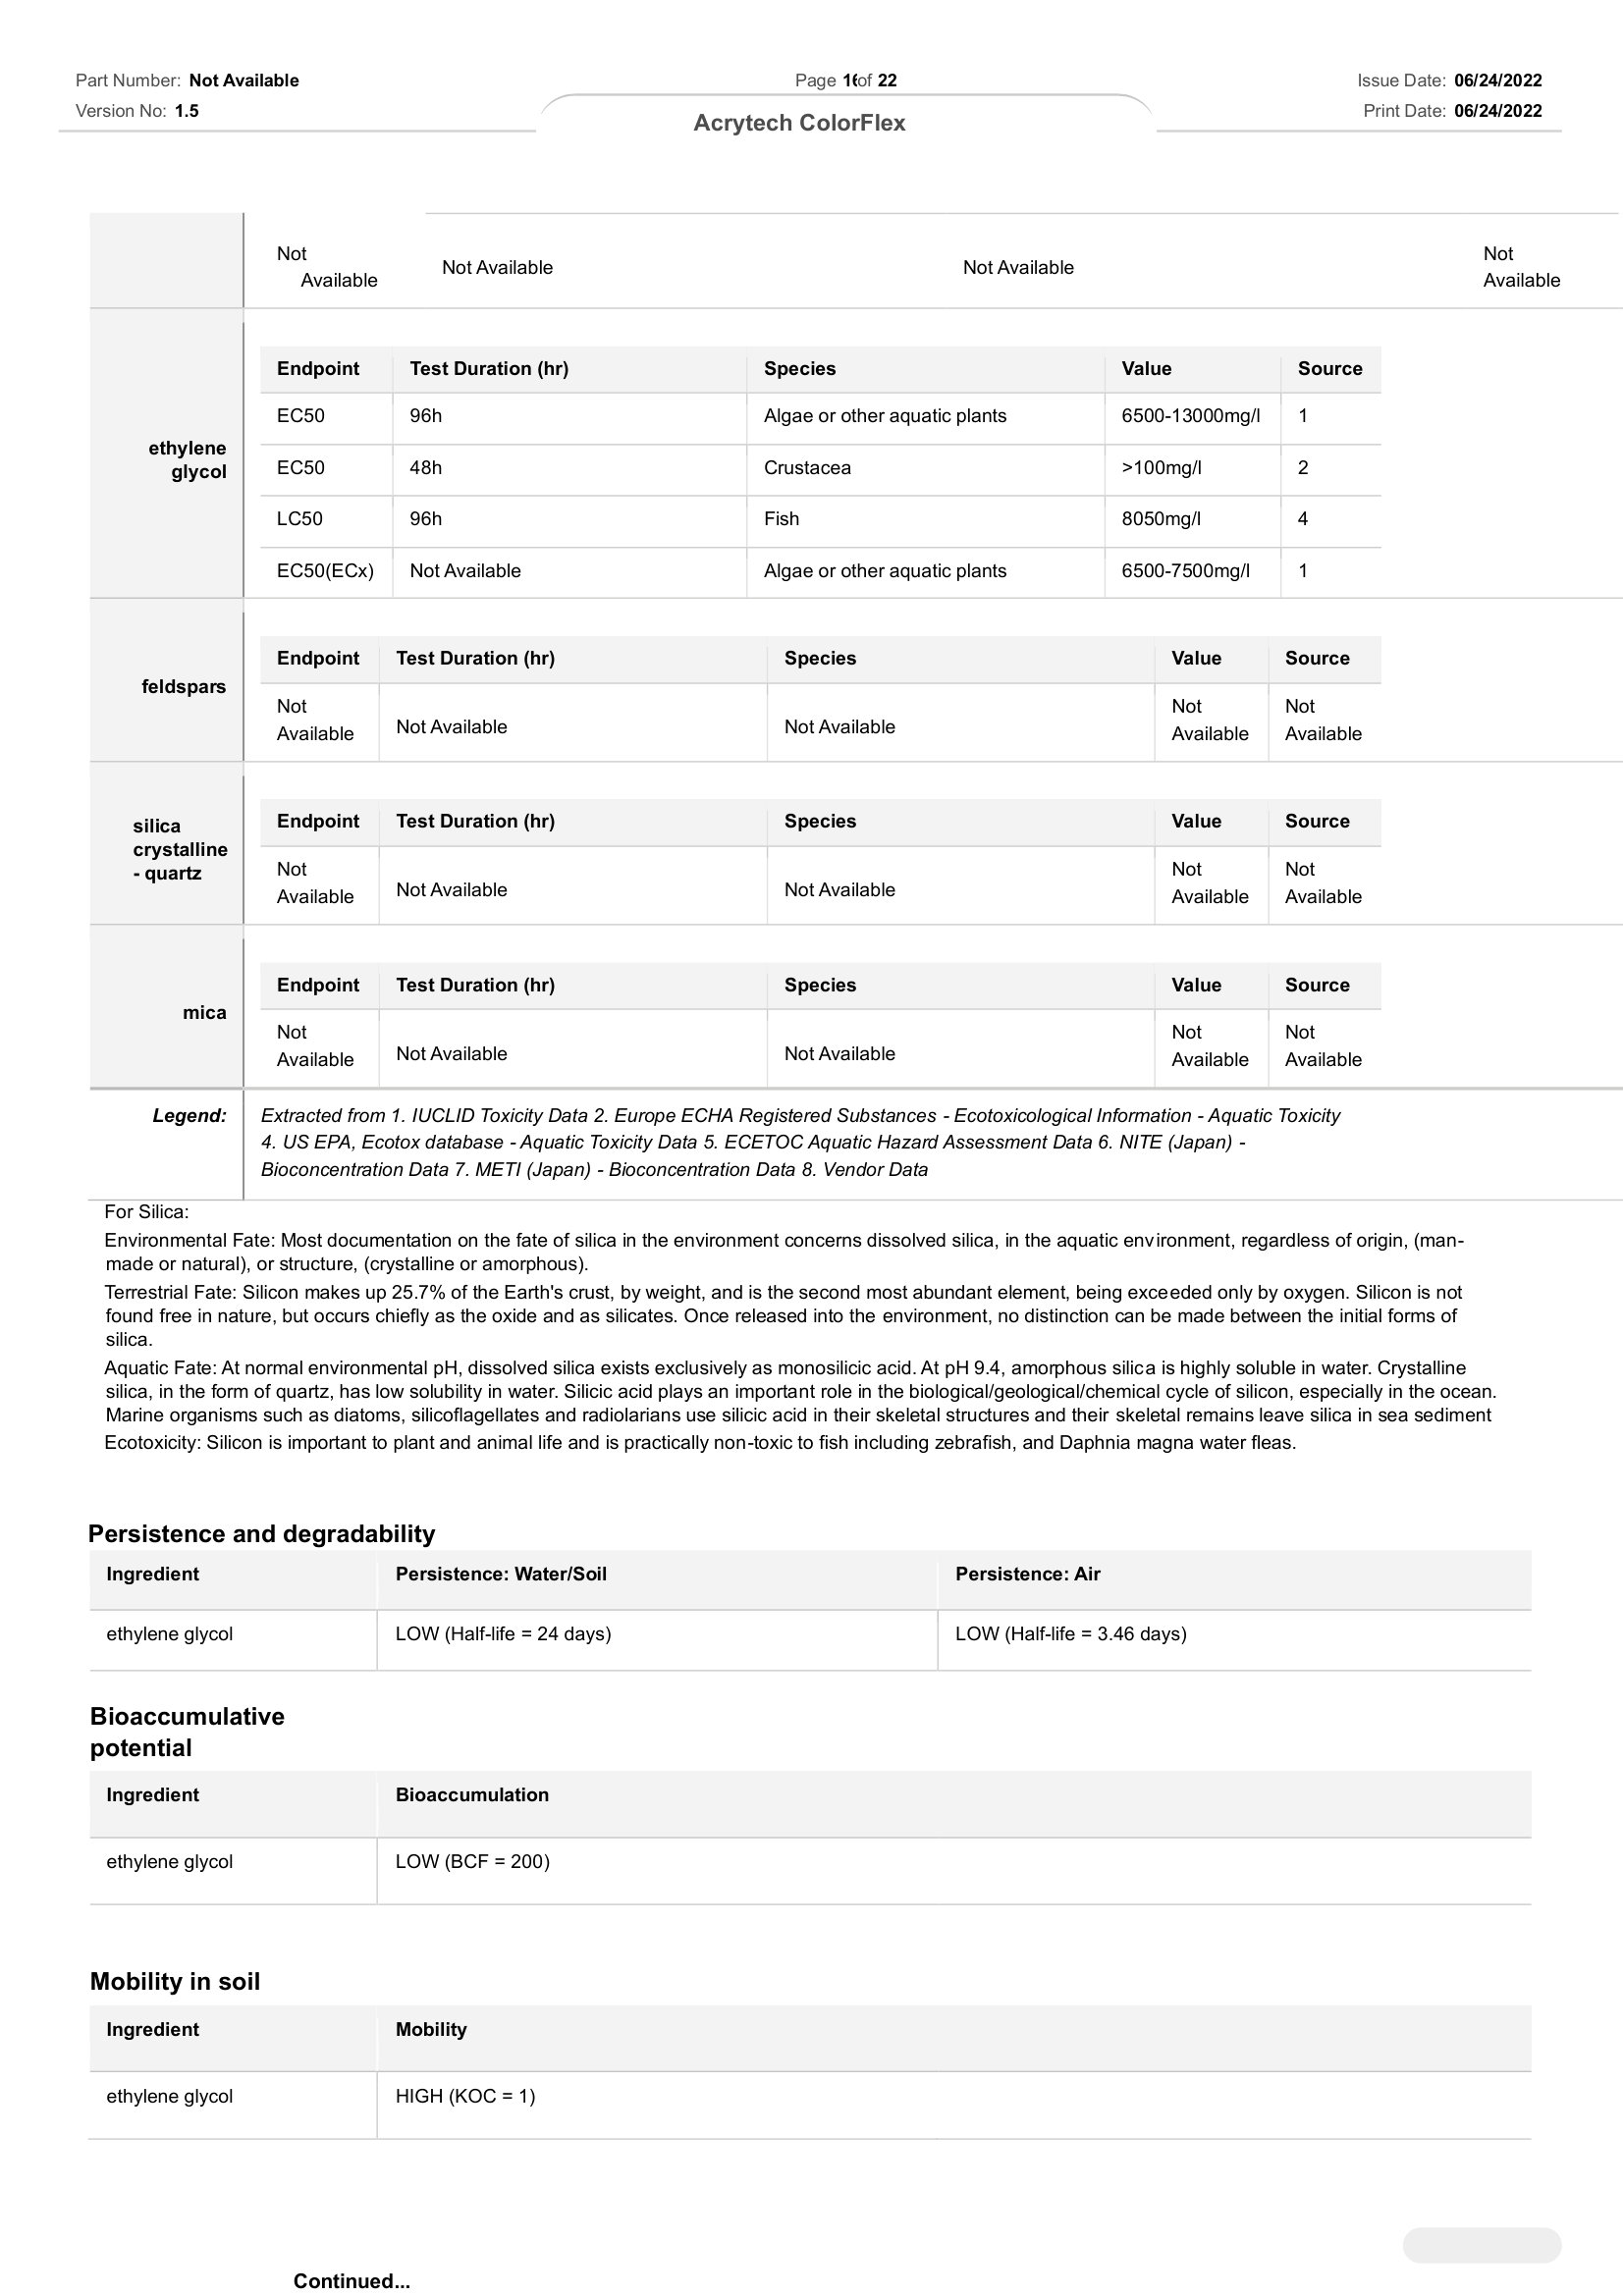 Part Number: Not Available
Page 16 of 22
Issue Date: 06/24/2022
Version No: 1.5
Print Date: 06/24/2022
Acrytech ColorFlex
Not
Available
Not Available
Not Available
Not
Available
ethylene
glycol
Endpoint Test Duration (hr) Species Value Source
EC50 96h Algae or other aquatic plants 6500-13000mg/l 1
EC50 48h Crustacea >100mg/l 2
LC50 96h Fish 8050mg/l 4
EC50(ECx) Not Available Algae or other aquatic plants 6500-7500mg/l 1
feldspars
Endpoint Test Duration (hr) Species Value Source
Not
Available
Not Available
Not Available
Not
Available
Not
Available
silica
crystalline
- quartz
Endpoint Test Duration (hr) Species Value Source
Not
Available
Not Available
Not Available
Not
Available
Not
Available
mica
Endpoint Test Duration (hr) Species Value Source
Not
Available
Not Available
Not Available
Not
Available
Not
Available
Legend:
Extracted from 1. IUCLID Toxicity Data 2. Europe ECHA Registered Substances - Ecotoxicological Information - Aquatic Toxicity
4. US EPA, Ecotox database - Aquatic Toxicity Data 5. ECETOC Aquatic Hazard Assessment Data 6. NITE (Japan) -
Bioconcentration Data 7. METI (Japan) - Bioconcentration Data 8. Vendor Data
For Silica:
Environmental Fate: Most documentation on the fate of silica in the environment concerns dissolved silica, in the aquatic environment, regardless of origin, (man-
made or natural), or structure, (crystalline or amorphous).
Terrestrial Fate: Silicon makes up 25.7% of the Earth's crust, by weight, and is the second most abundant element, being exceeded only by oxygen. Silicon is not
found free in nature, but occurs chiefly as the oxide and as silicates. Once released into the environment, no distinction can be made between the initial forms of
silica.
Aquatic Fate: At normal environmental pH, dissolved silica exists exclusively as monosilicic acid. At pH 9.4, amorphous silica is highly soluble in water. Crystalline
silica, in the form of quartz, has low solubility in water. Silicic acid plays an important role in the biological/geological/chemical cycle of silicon, especially in the ocean.
Marine organisms such as diatoms, silicoflagellates and radiolarians use silicic acid in their skeletal structures and their skeletal remains leave silica in sea sediment
Ecotoxicity: Silicon is important to plant and animal life and is practically non-toxic to fish including zebrafish, and Daphnia magna water fleas.
Persistence and degradability
Ingredient Persistence: Water/Soil Persistence: Air
ethylene glycol LOW (Half-life = 24 days) LOW (Half-life = 3.46 days)
Bioaccumulative
potential
Ingredient Bioaccumulation
ethylene glycol LOW (BCF = 200)
Mobility in soil
Ingredient Mobility
ethylene glycol HIGH (KOC = 1)
Continued...